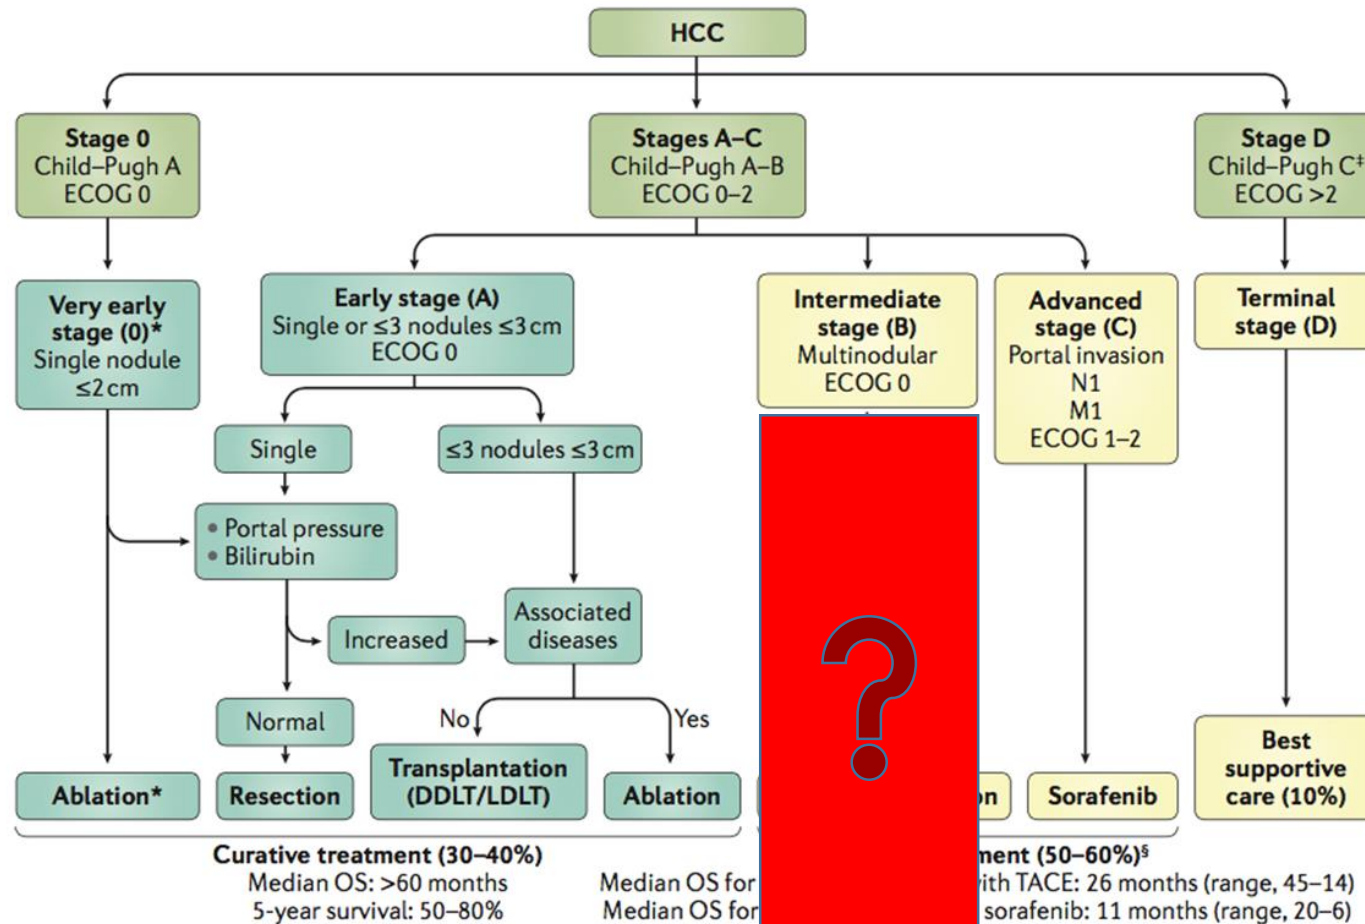 HCC
Stage 0
Child–Pugh A
ECOG 0
Stages A–C
Child–Pugh A–B
ECOG 0–2
Stage D
Child–Pugh C‡
ECOG >2
Very early
stage (0)*
Single nodule
≤2 cm
Early stage (A)
Single or ≤3 nodules ≤3 cm
ECOG 0
Intermediate
stage (B)
Multinodular
ECOG 0
Advanced
stage (C)
Portal invasion
N1
M1
ECOG 1–2
Terminal
stage (D)
Single
≤3 nodules ≤3 cm
• Portal pressure
• Bilirubin
Increased
Associated
diseases
Normal
No
Yes
?
Ablation*
Resection
Transplantation
(DDLT/LDLT)
Ablation
Sorafenib
Best
supportive
care (10%)
Curative treatment (30–40%)
Median OS: >60 months
5-year survival: 50–80%
(50–60%)§
Median OS for with TACE: 26 months (range, 45–14)
Median OS for sorafenib: 11 months (range, 20–6)